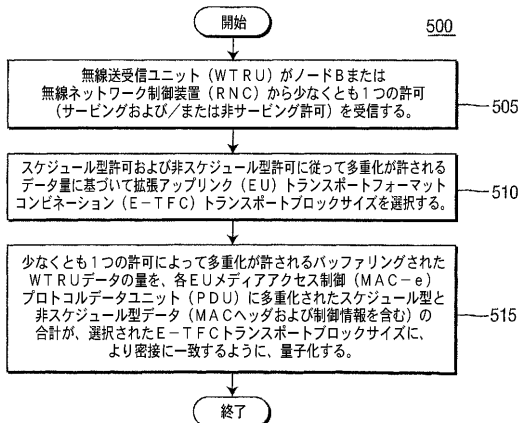 開始
500
無線送受信ユニット（WTRU）がノードBまたは
無線ネットワーク制御装置（RNC）から少なくとも1つの許可
（サービングおよび／または非サービング許可）を受信する。
505
スケジュール型許可および非スケジュール型許可に従って多重化が許される
データ量に基づいて拡張アップリンク（EU）トランスポートフォーマット
コンビネーション（E－TFC）トランスポートブロックサイズを選択する。
510
少なくとも1つの許可によって多重化が許されるバッファリングされた
WTRUデータの量を、各EUメディアアクセス制御（MAC－e）
プロトコルデータユニット（PDU）に多重化されたスケジュール型と
非スケジュール型データ（MACヘッダおよび制御情報を含む）の
合計が、選択されたE－TFCトランスポートブロックサイズに、
より密接に一致するように、量子化する。
515
終了